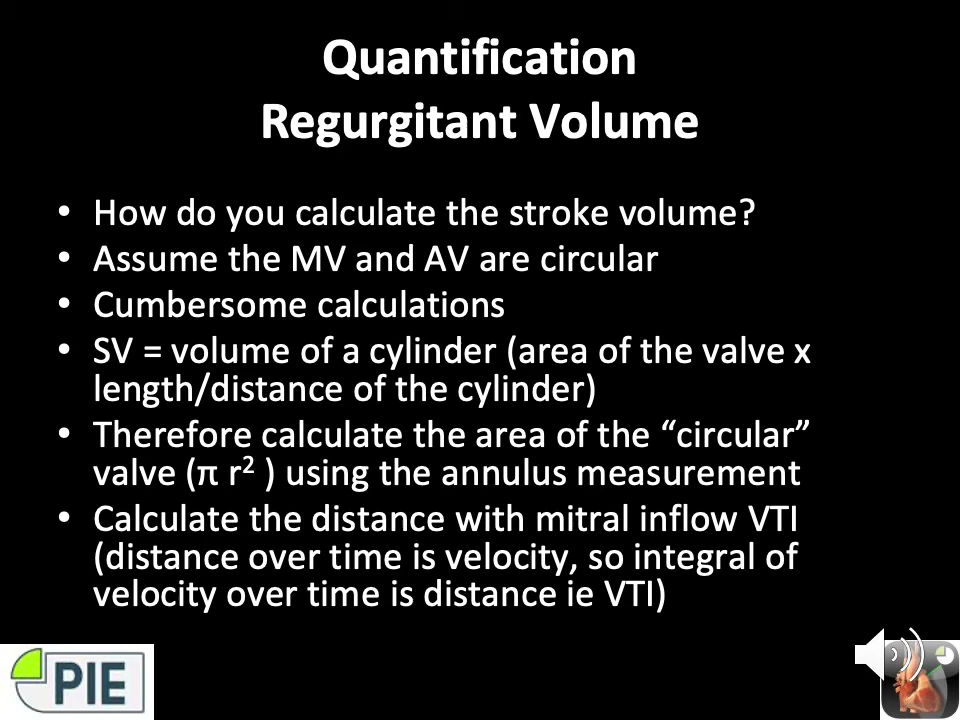 Quantification
Regurgitant Volume
• How do you calculate the stroke volume?
• Assume the MV and AV are circular
• Cumbersome calculations
• SV = volume of a cylinder (area of the valve x
length/distance of the cylinder)
• Therefore calculate the area of the “circular”
valve (π r² ) using the annulus measurement
• Calculate the distance with mitral inflow VTI
(distance over time is velocity, so integral of
velocity over time is distance ie VTI)
PIE